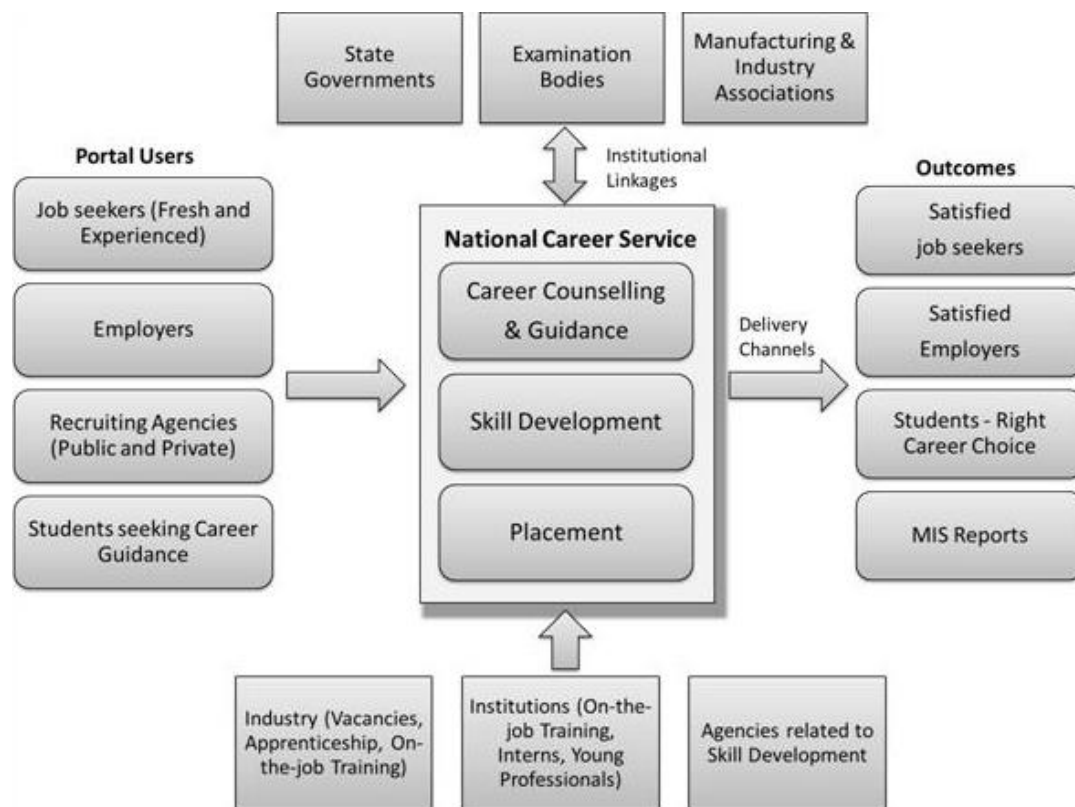 State
Governments
Examination
Bodies
Manufacturing &
Industry
Associations
Institutional
Linkages
Portal Users
Job seekers (Fresh and
Experienced)
Employers
Recruiting Agencies
(Public and Private)
Students seeking Career
Guidance
National Career Service
Career Counselling
& Guidance
Skill Development
Placement
Delivery
Channels
Outcomes
Satisfied
job seekers
Satisfied
Employers
Students - Right
Career Choice
MIS Reports
Industry (Vacancies,
Apprenticeship, On-
the-job Training)
Institutions (On-the-
job Training,
Interns, Young
Professionals)
Agencies related to
Skill Development